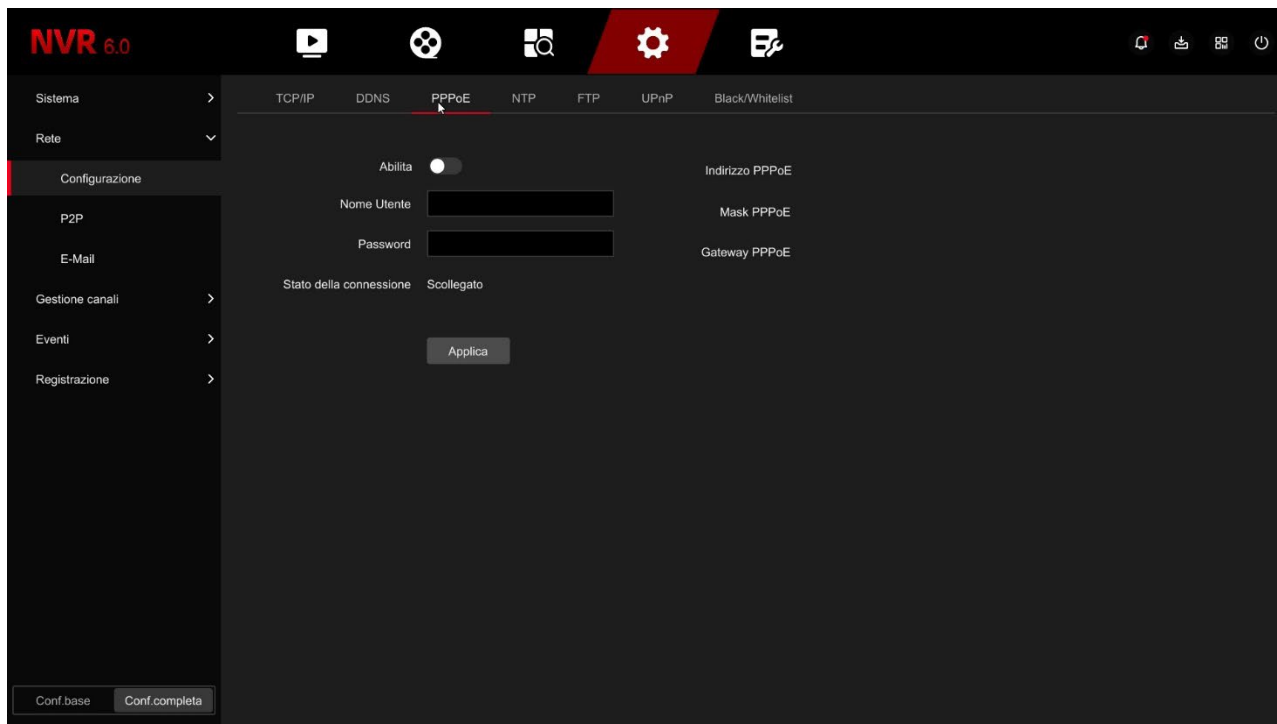 NVR 6.0
Sistema
Rete
Configurazione
P2P
E-Mail
Gestione canali
Eventi
Registrazione
Conf.base Conf.completa
TCP/IP DDNS PPPoE NTP FTP UPnP Black/Whitelist
Abilita
Nome Utente
Password
Stato della connessione Scollegato
Applica
Indirizzo PPPoE
Mask PPPoE
Gateway PPPoE